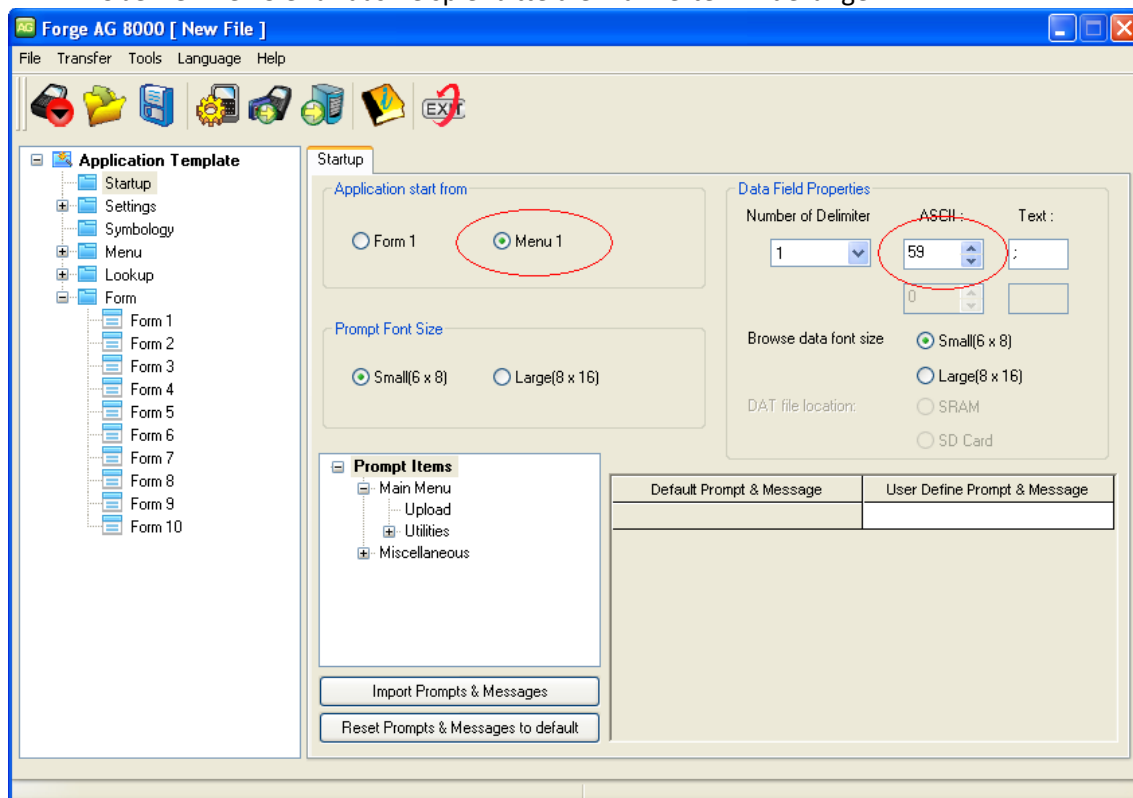 Forge AG 8000 [ New File ]
File Transfer Tools Language Help
EXIT
Application Template
Startup
Settings
Symbology
Menu
Lookup
Form
Form 1
Form 2
Form 3
Form 4
Form 5
Form 6
Form 7
Form 8
Form 9
Form 10
Startup
Application start from
Form 1 Menu 1
Prompt Font Size
Small(6 x 8) Large(8 x 16)
Data Field Properties
Number of Delimiter ASCII : Text :
1 59 ;
0
Browse data font size Small(6 x 8)
Large(8 x 16)
DAT file location: SRAM
SD Card
Prompt Items
Main Menu
Upload
Utilities
Miscellaneous
Import Prompts & Messages
Reset Prompts & Messages to default
Default Prompt & Message User Define Prompt & Message